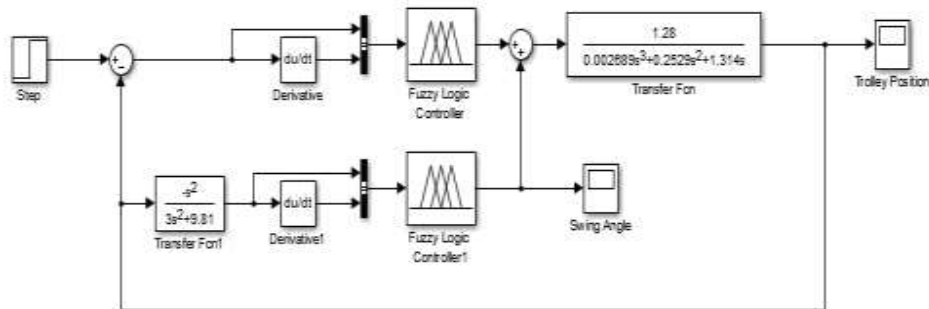 1.28
0.002689s3+0.2529s2+1.314s
Transfer Fcn
Step
+-
du/dt
Derivative
Fuzzy Logic
Controller
++
Trolley Position
-s2
3s2+9.81
Transfer Fcn1
du/dt
Derivative1
Fuzzy Logic
Controller1
Swing Angle